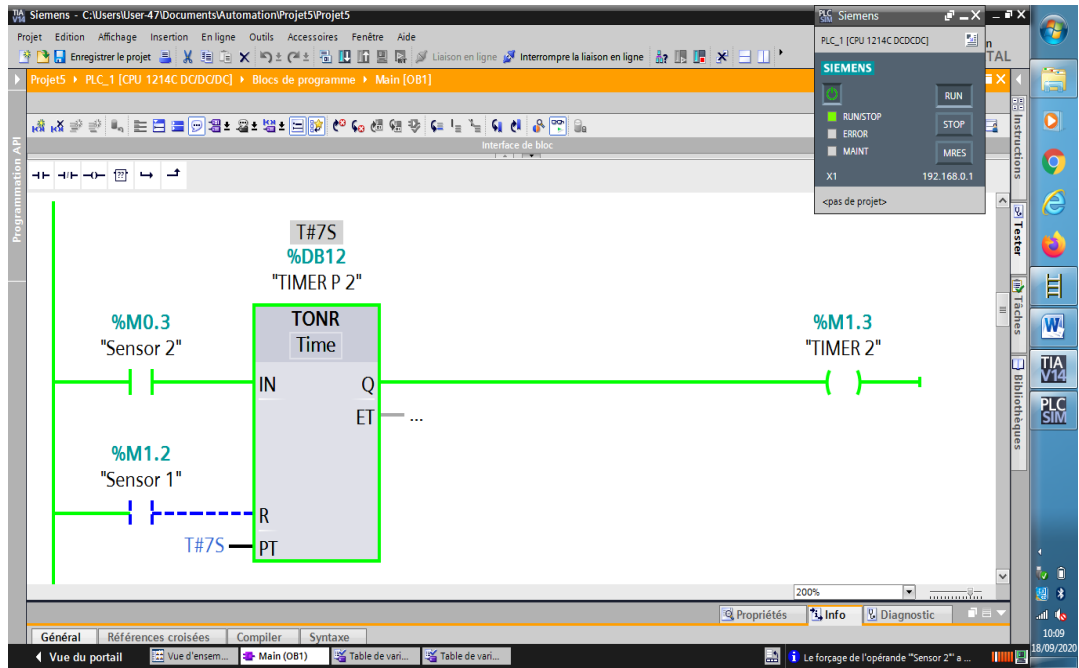 TIA V14 Siemens - C:\Users\User-47\Documents\Automation\Projet5\Projet5
Projet Edition Affichage Insertion En ligne Outils Accessoires Fenêtre Aide
Enregistrer le projet Liaison en ligne Interrompre la liaison en ligne
TAL
Projet5 PLC_1 [CPU 1214C DC/DC/DC] Blocs de programme Main [OB1]
PLC SIM Siemens
PLC_1 [CPU 1214C DCDCDC]
SIEMENS
RUN
RUN/STOP
STOP
ERROR
MAINT
MRES
X1 192.168.0.1
<pas de projet>
Interface de bloc
Programmation API
Instructions
Tester
Tâches
Bibliothèques
T#7S
%DB12
"TIMER P 2"
TONR
Time
%M0.3
"Sensor 2"
%M1.3
"TIMER 2"
IN Q
ET ...
%M1.2
"Sensor 1"
R
T#7S PT
200%
Propriétés Info Diagnostic
Général Références croisées Compiler Syntaxe
Vue du portail Vue d'ensem... Main (OB1) Table de vari... Table de vari... Le forçage de l'opérande "Sensor 2" a ...
W
TIA V14
PLC SIM
10:09
18/09/2020